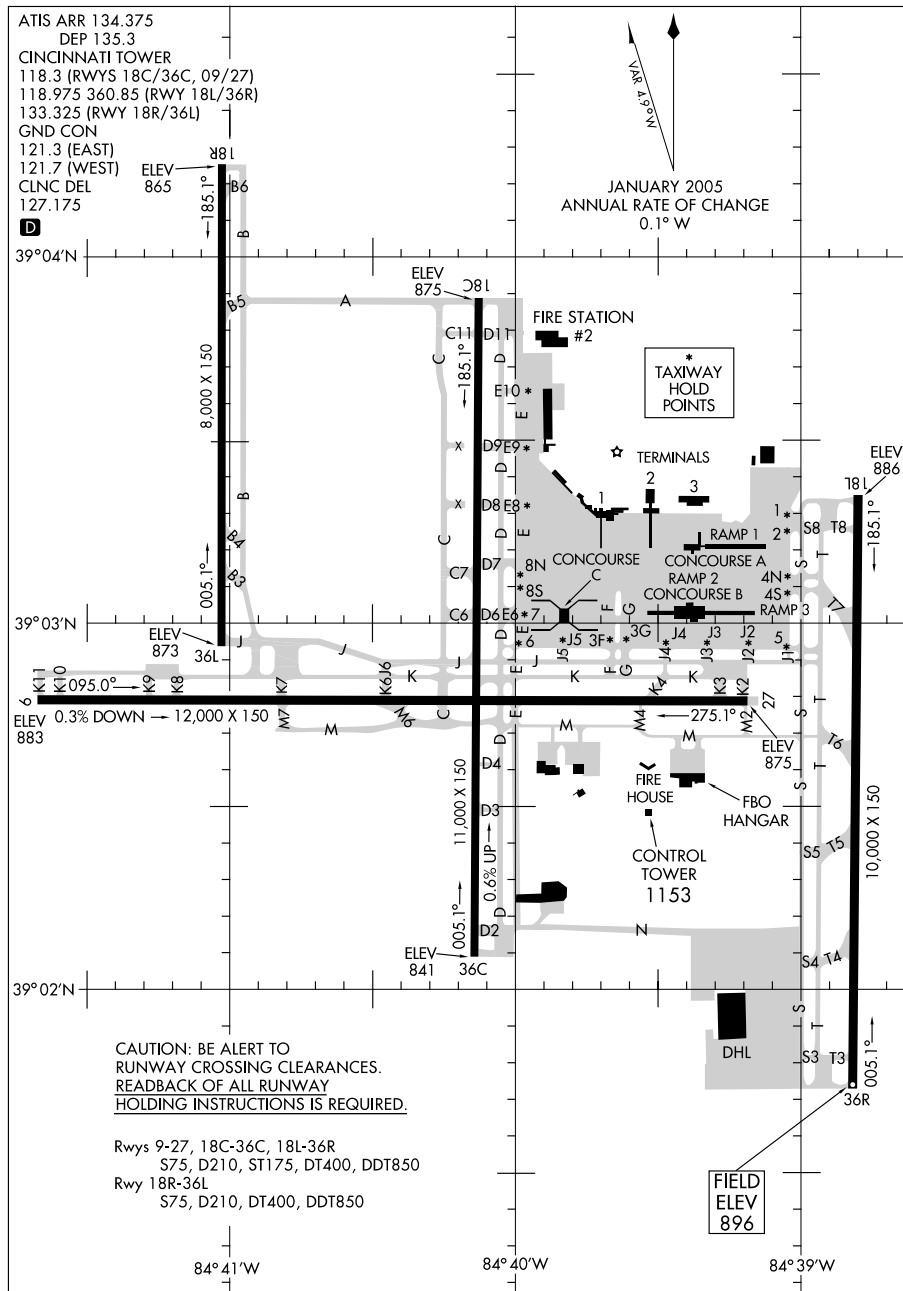 ATIS ARR 134.375
DEP 135.3
CINCINNATI TOWER
118.3 (RWYS 18C/36C, 09/27)
118.975 360.85 (RWY 18L/36R)
133.325 (RWY 18R/36L)
GND CON
121.3 (EAST)
121.7 (WEST)
CLNC DEL
127.175
D
VAR 4.9°W
JANUARY 2005
ANNUAL RATE OF CHANGE
0.1° W
18R
ELEV
865
185.1°
B6
B
39°04'N
B5
A
ELEV
875
18C
FIRE STATION
#2
C11
D11
D
C
185.1°
8,000 X 150
E10 *
E
*
TAXIWAY
HOLD
POINTS
X
D9
E9 *
D
TERMINALS
1
2
3
ELEV
886
18L
B
X
D8
E8 *
E
C
1 *
2 *
S8
T8
185.1°
B4
B3
005.1°
C7
D7
8N *
8S *
CONCOURSE
C
RAMP 1
CONCOURSE A
RAMP 2
CONCOURSE B
RAMP 3
4N *
4S *
S
T
T7
C6
D6
E6 * 7
F
G
39°03'N
ELEV
873
36L
J
J
J
D
E
* 6
J5
J5
3F *
F
3G *
G
J4
J4 *
J3
J3 *
J2
J2 *
5 *
J1
K11
K10
095.0°
K9
K8
K7
K6
J6
K
J
K
K4
K
K3
K2
9
ELEV
883
0.3% DOWN → 12,000 X 150
27
M7
M
M6
C
E
D
M
M4
275.1°
M
M2
ELEV
875
S
T
T6
D4
11,000 X 150
D3
0.6% UP
D
FIRE
HOUSE
FBO
HANGAR
CONTROL
TOWER
1153
S
T
S5
T5
10,000 X 150
005.1°
D2
N
ELEV
841
36C
S4
T4
39°02'N
DHL
S
T
S3
T3
005.1°
36R
CAUTION: BE ALERT TO
RUNWAY CROSSING CLEARANCES.
READBACK OF ALL RUNWAY
HOLDING INSTRUCTIONS IS REQUIRED.
Rwys 9-27, 18C-36C, 18L-36R
S75, D210, ST175, DT400, DDT850
Rwy 18R-36L
S75, D210, DT400, DDT850
FIELD
ELEV
896
84°41'W
84°40'W
84°39'W